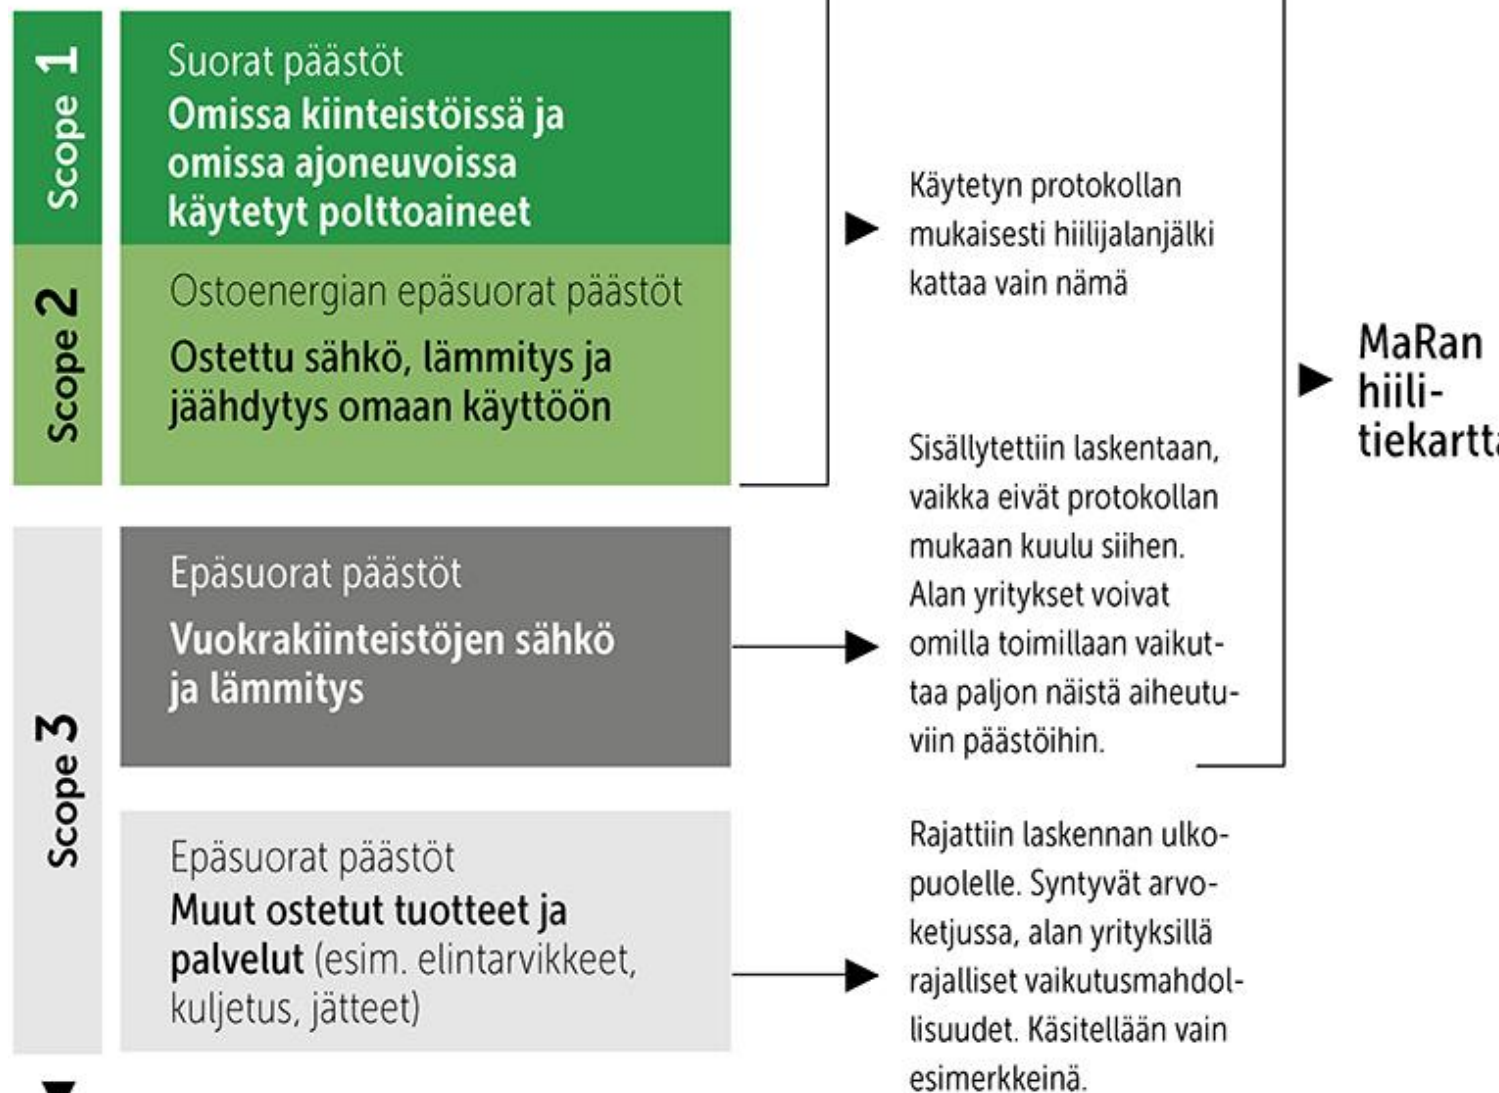 Scope 1
Suorat päästöt
Omissa kiinteistöissä ja
omissa ajoneuvoissa
käytetyt polttoaineet
Scope 2
Ostoenergian epäsuorat päästöt
Ostettu sähkö, lämmitys ja
jäähdytys omaan käyttöön
Käytetyn protokollan
mukaisesti hiilijalanjälki
kattaa vain nämä
Scope 3
Epäsuorat päästöt
Vuokrakiinteistöjen sähkö
ja lämmitys
Sisällytettiin laskentaan,
vaikka eivät protokollan
mukaan kuulu siihen.
Alan yritykset voivat
omilla toimillaan vaikut-
taa paljon näistä aiheutu-
viin päästöihin.
Epäsuorat päästöt
Muut ostetut tuotteet ja
palvelut (esim. elintarvikkeet,
kuljetus, jätteet)
Rajattiin laskennan ulko-
puolelle. Syntyvät arvo-
ketjussa, alan yrityksillä
rajalliset vaikutusmahdol-
lisuudet. Käsitellään vain
esimerkkeinä.
MaRan
hiili-
tiekartta